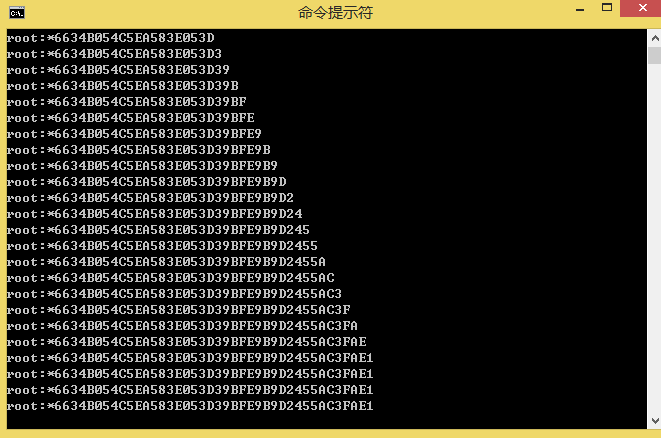 命令提示符
root:*6634B054C5EA583E053D
root:*6634B054C5EA583E053D3
root:*6634B054C5EA583E053D39
root:*6634B054C5EA583E053D39B
root:*6634B054C5EA583E053D39BF
root:*6634B054C5EA583E053D39BFE
root:*6634B054C5EA583E053D39BFE9
root:*6634B054C5EA583E053D39BFE9B
root:*6634B054C5EA583E053D39BFE9B9
root:*6634B054C5EA583E053D39BFE9B9D
root:*6634B054C5EA583E053D39BFE9B9D2
root:*6634B054C5EA583E053D39BFE9B9D24
root:*6634B054C5EA583E053D39BFE9B9D245
root:*6634B054C5EA583E053D39BFE9B9D2455
root:*6634B054C5EA583E053D39BFE9B9D2455A
root:*6634B054C5EA583E053D39BFE9B9D2455AC
root:*6634B054C5EA583E053D39BFE9B9D2455AC3
root:*6634B054C5EA583E053D39BFE9B9D2455AC3F
root:*6634B054C5EA583E053D39BFE9B9D2455AC3FA
root:*6634B054C5EA583E053D39BFE9B9D2455AC3FAE
root:*6634B054C5EA583E053D39BFE9B9D2455AC3FAE1
root:*6634B054C5EA583E053D39BFE9B9D2455AC3FAE1
root:*6634B054C5EA583E053D39BFE9B9D2455AC3FAE1